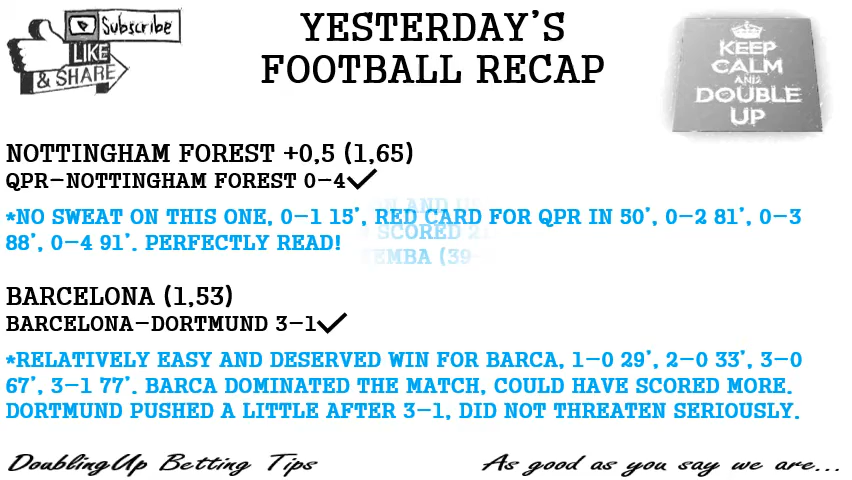 Subscribe
LIKE
& SHARE
YESTERDAY'S
FOOTBALL RECAP
KEEP
CALM
AND
DOUBLE
UP
NOTTINGHAM FOREST +0,5 (1,65)
QPR-NOTTINGHAM FOREST 0-4
*NO SWEAT ON THIS ONE, 0-1 15', RED CARD FOR QPR IN 50', 0-2 81', 0-3
88', 0-4 91'. PERFECTLY READ!
BARCELONA (1,53)
BARCELONA-DORTMUND 3-1
*RELATIVELY EASY AND DESERVED WIN FOR BARCA, 1-0 29', 2-0 33', 3-0
67', 3-1 77'. BARCA DOMINATED THE MATCH, COULD HAVE SCORED MORE.
DORTMUND PUSHED A LITTLE AFTER 3-1, DID NOT THREATEN SERIOUSLY.
DoublingUp Betting Tips
As good as you say we are...